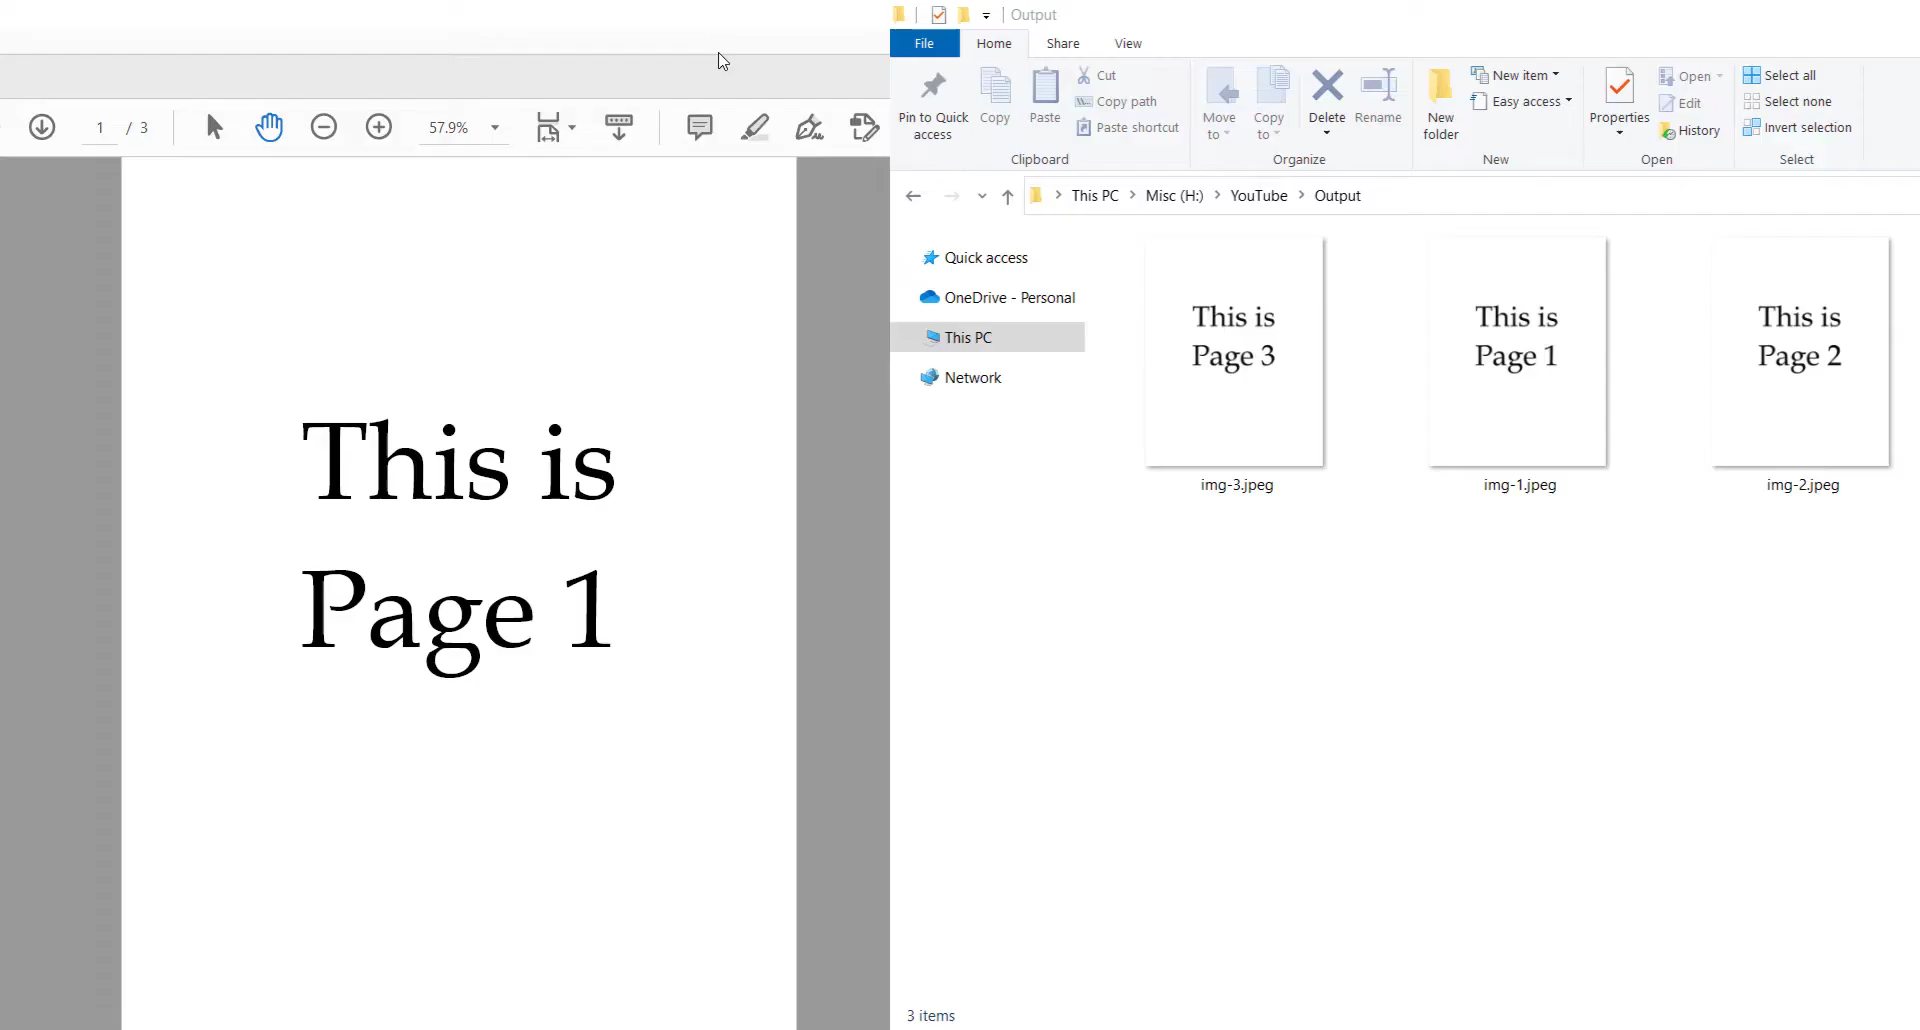 1 / 3
57.9%
This is
Page 1
Output
File
Home
Share
View
Pin to Quick
access
Copy
Paste
Cut
Copy path
Paste shortcut
Clipboard
Move
to
Copy
to
Delete
Rename
Organize
New
folder
New item
Easy access
New
Properties
Open
Edit
History
Open
Select all
Select none
Invert selection
Select
This PC
Misc (H:)
YouTube
Output
Quick access
OneDrive - Personal
This PC
Network
This is
Page 3
img-3.jpeg
This is
Page 1
img-1.jpeg
This is
Page 2
img-2.jpeg
3 items